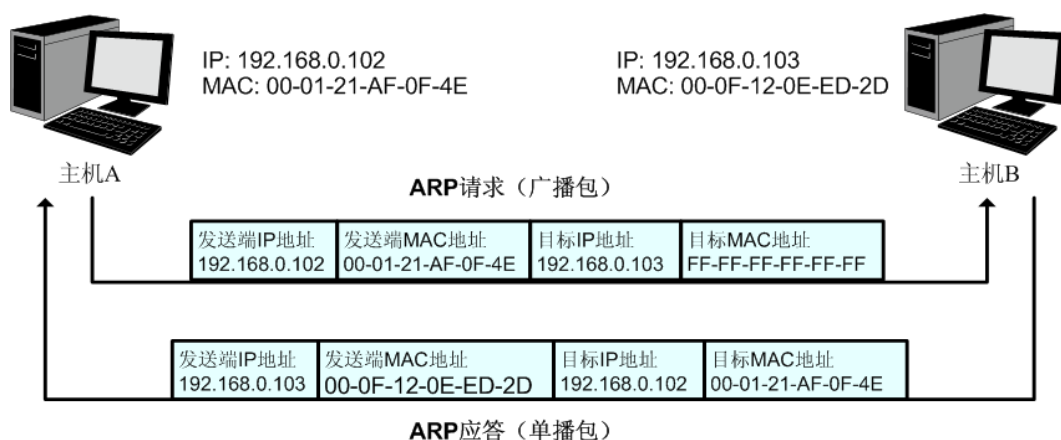 IP: 192.168.0.102
MAC: 00-01-21-AF-0F-4E
IP: 192.168.0.103
MAC: 00-0F-12-0E-ED-2D
主机A
主机B
ARP请求（广播包）
发送端IP地址
192.168.0.102
发送端MAC地址
00-01-21-AF-0F-4E
目标IP地址
192.168.0.103
目标MAC地址
FF-FF-FF-FF-FF-FF
发送端IP地址
192.168.0.103
发送端MAC地址
00-0F-12-0E-ED-2D
目标IP地址
192.168.0.102
目标MAC地址
00-01-21-AF-0F-4E
ARP应答（单播包）